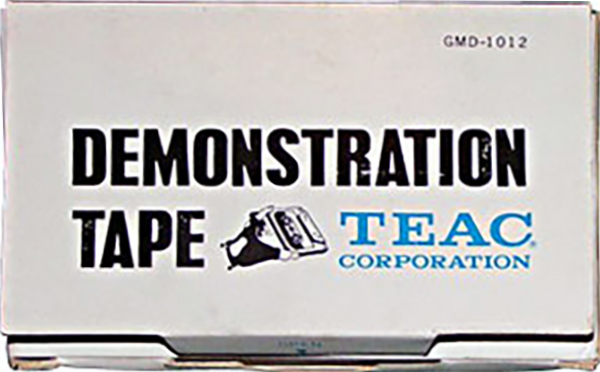 GMD-1012
DEMONSTRATION
TAPE TEAC
CORPORATION